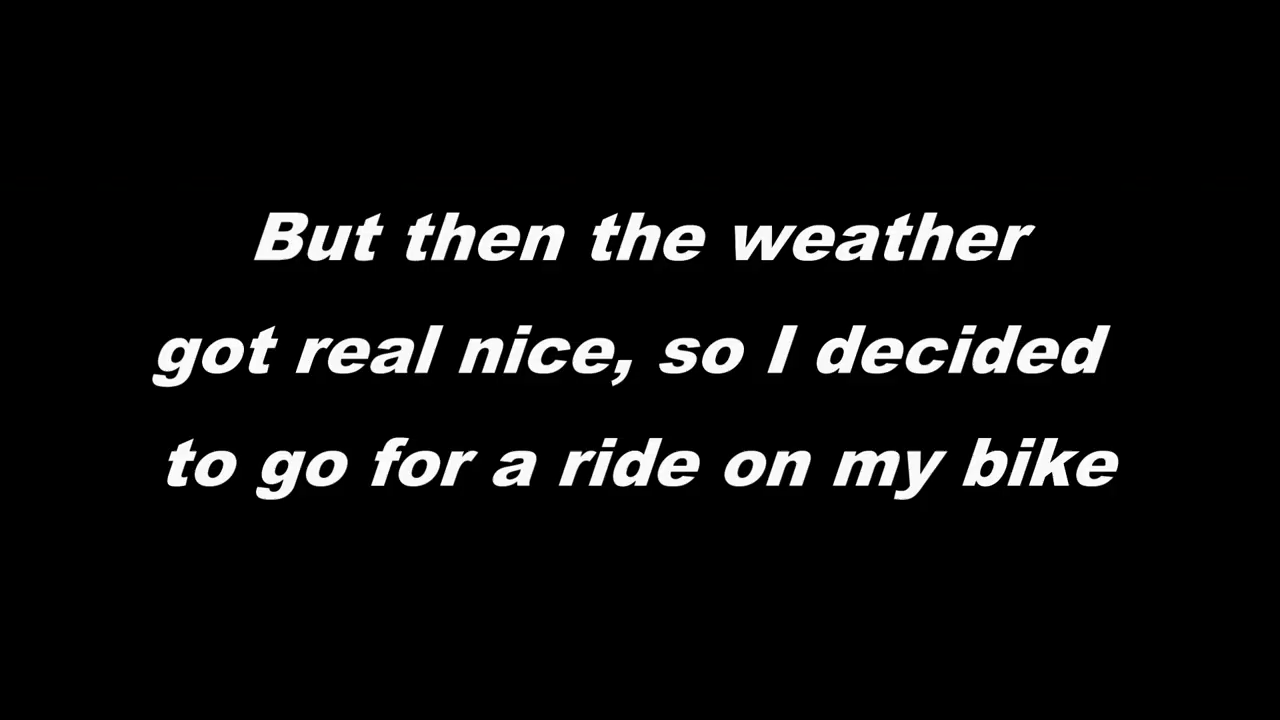 But then the weather
got real nice, so I decided
to go for a ride on my bike